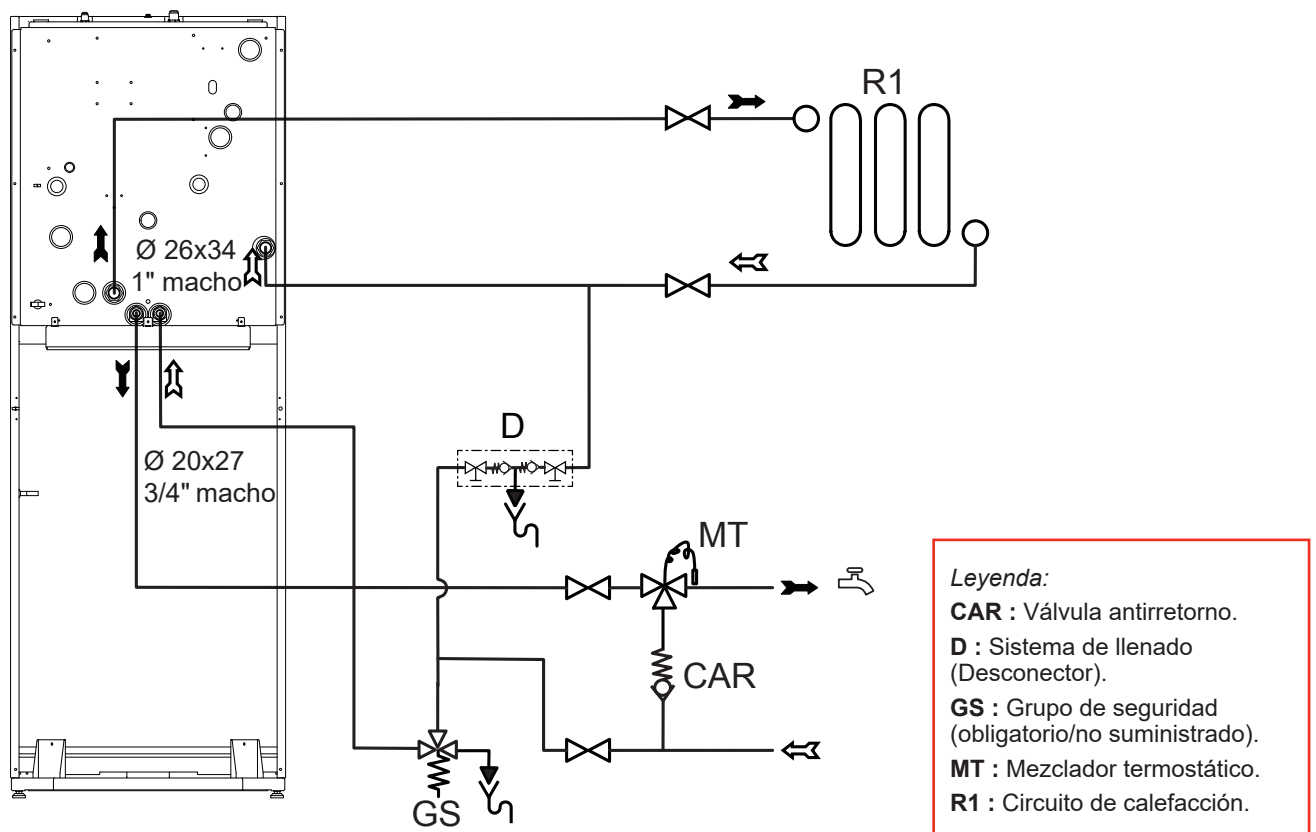 R1
Ø 26x34
1" macho
D
Ø 20x27
3/4" macho
MT
CAR
GS
Leyenda:
CAR : Válvula antirretorno.
D : Sistema de llenado
(Desconector).
GS : Grupo de seguridad
(obligatorio/no suministrado).
MT : Mezclador termostático.
R1 : Circuito de calefacción.